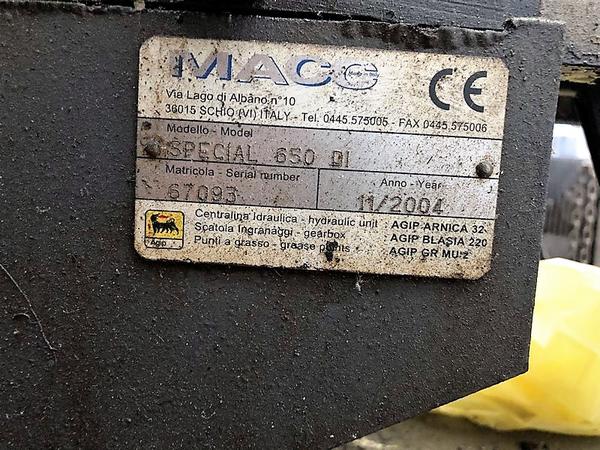 MACC
Via Lago di Albano, n°10
36015 SCHIO (VI) ITALY - Tel. 0445.575005 - FAX 0445.575006
CE
Modello - Model
SPECIAL 650 DI
Matricola - Serial number
67093
Anno - Year
11/2004
Agip
Centralina idraulica - hydraulic unit : AGIP ARNICA 32
Scatola Ingranaggi - gearbox : AGIP BLASIA 220
Punti a grasso - grease points : AGIP GR MU 2